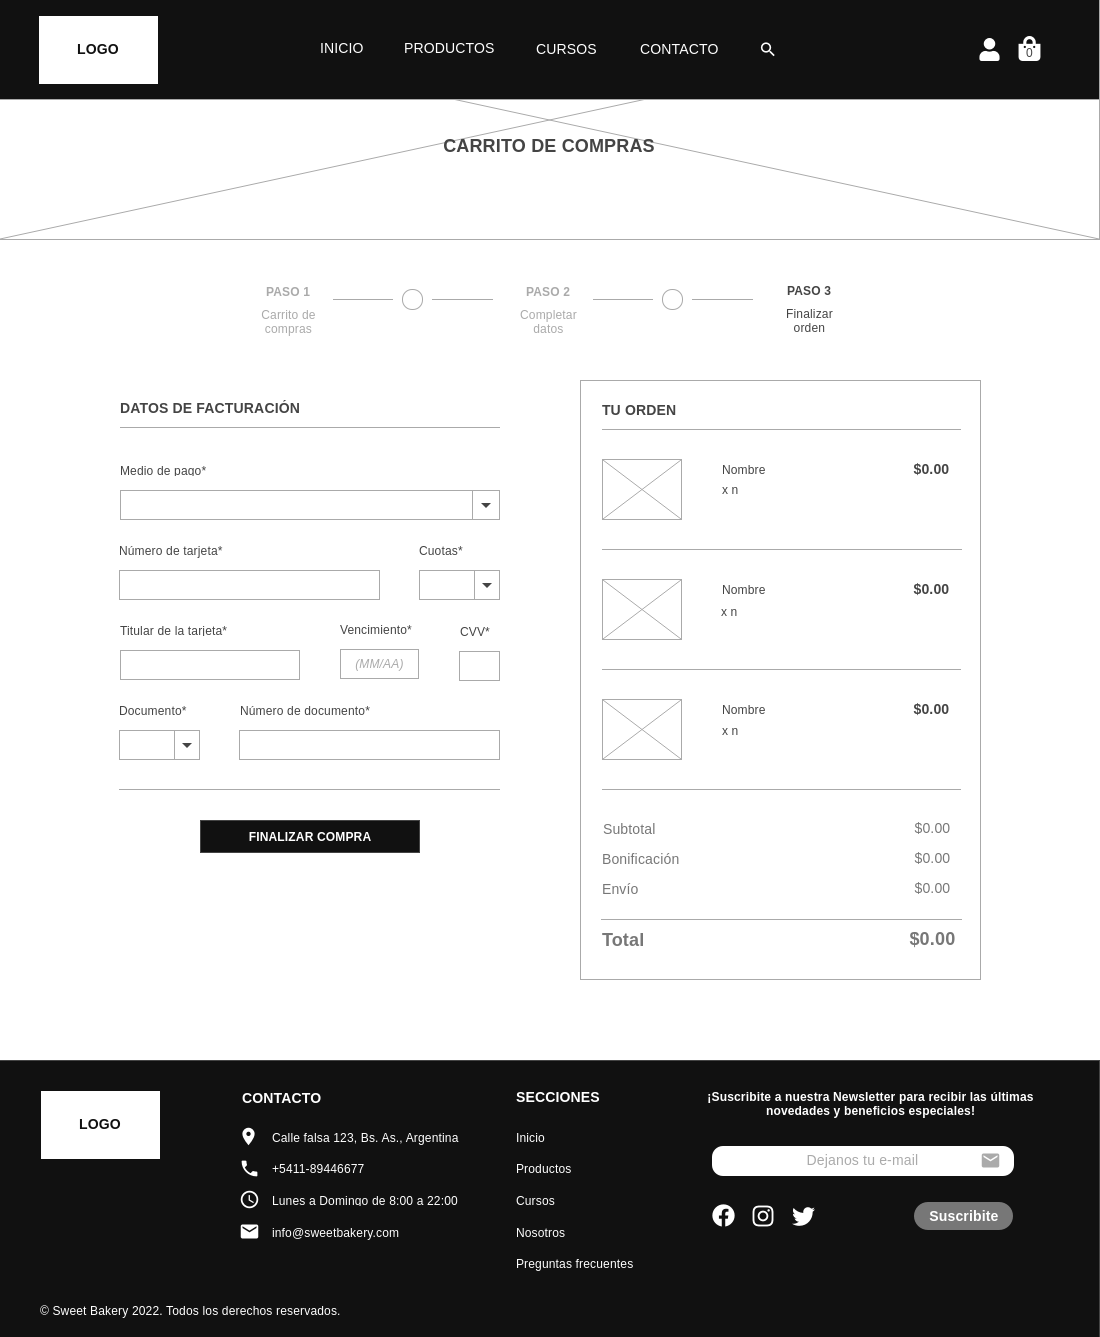 LOGO
INICIO
PRODUCTOS
CURSOS
CONTACTO
0
CARRITO DE COMPRAS
PASO 1
Carrito de
compras
PASO 2
Completar
datos
PASO 3
Finalizar
orden
DATOS DE FACTURACIÓN
Medio de pago*
Número de tarjeta*
Cuotas*
Titular de la tarjeta*
Vencimiento*
CVV*
(MM/AA)
Documento*
Número de documento*
FINALIZAR COMPRA
TU ORDEN
Nombre
$0.00
x n
Nombre
$0.00
x n
Nombre
$0.00
x n
Subtotal
$0.00
Bonificación
$0.00
Envío
$0.00
Total
$0.00
LOGO
CONTACTO
Calle falsa 123, Bs. As., Argentina
+5411-89446677
Lunes a Domingo de 8:00 a 22:00
info@sweetbakery.com
SECCIONES
Inicio
Productos
Cursos
Nosotros
Preguntas frecuentes
¡Suscribite a nuestra Newsletter para recibir las últimas
novedades y beneficios especiales!
Dejanos tu e-mail
Suscribite
© Sweet Bakery 2022. Todos los derechos reservados.